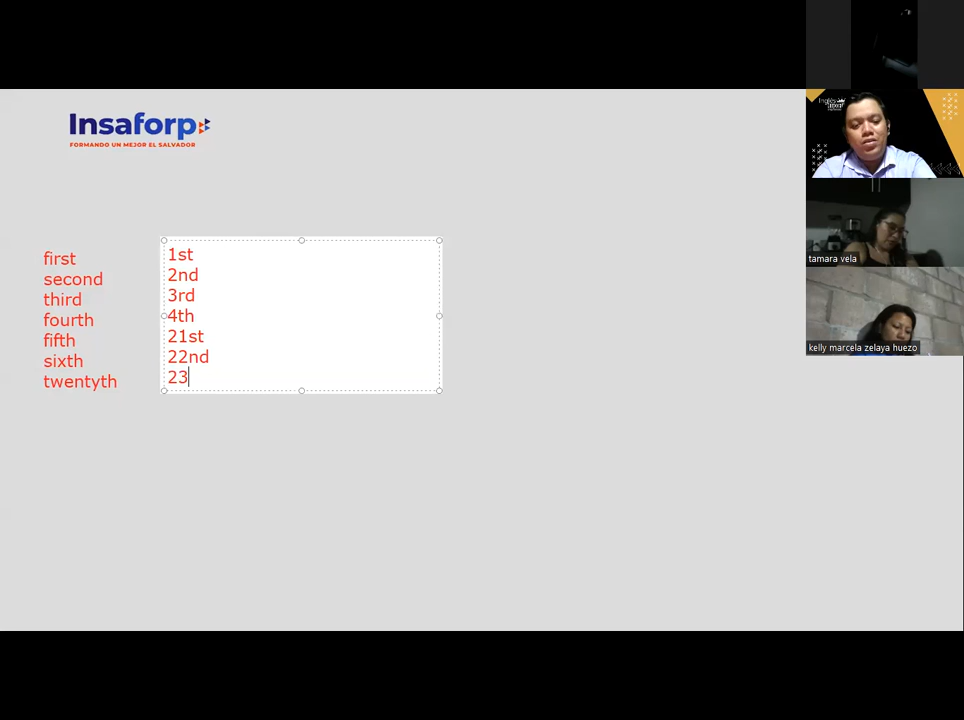 Insaforp
FORMANDO UN MEJOR EL SALVADOR
first
second
third
fourth
fifth
sixth
twentyth
1st
2nd
3rd
4th
21st
22nd
23
Inglés
tamara vela
kelly marcela zelaya huezo